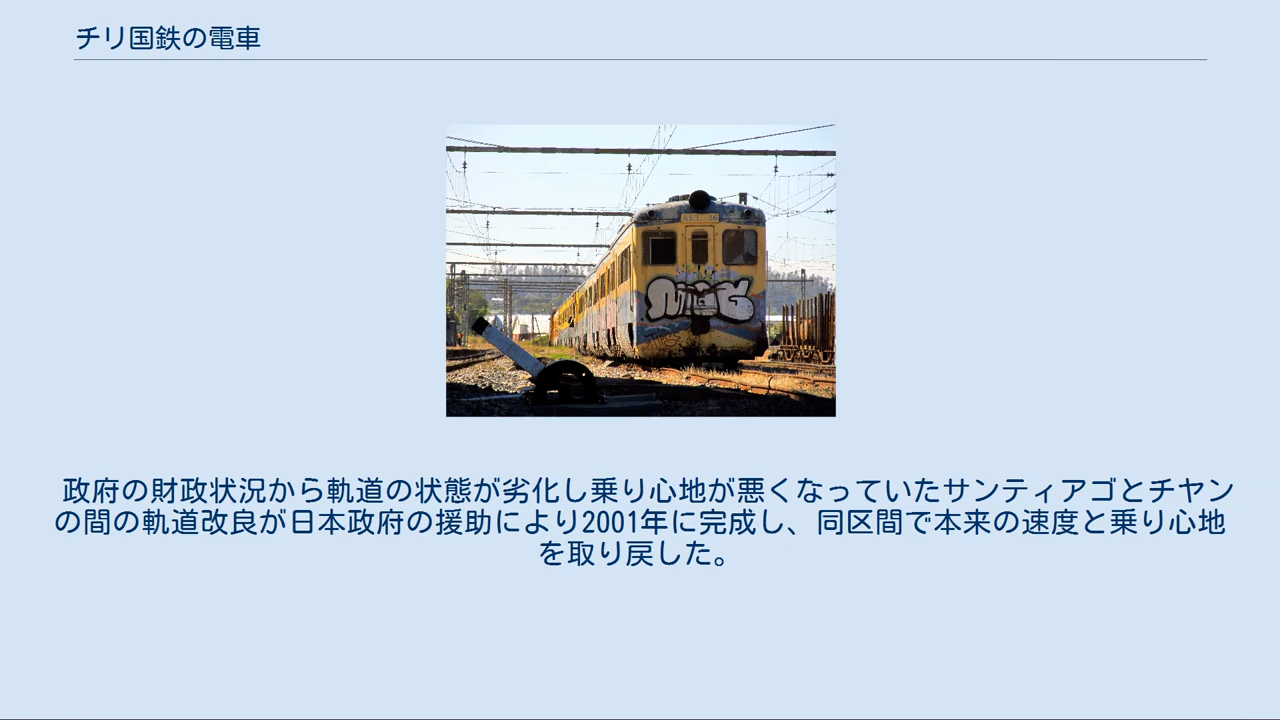 チリ国鉄の電車
政府の財政状況から軌道の状態が劣化し乗り心地が悪くなっていたサンティアゴとチヤン
の間の軌道改良が日本政府の援助により2001年に完成し、同区間で本来の速度と乗り心地
を取り戻した。